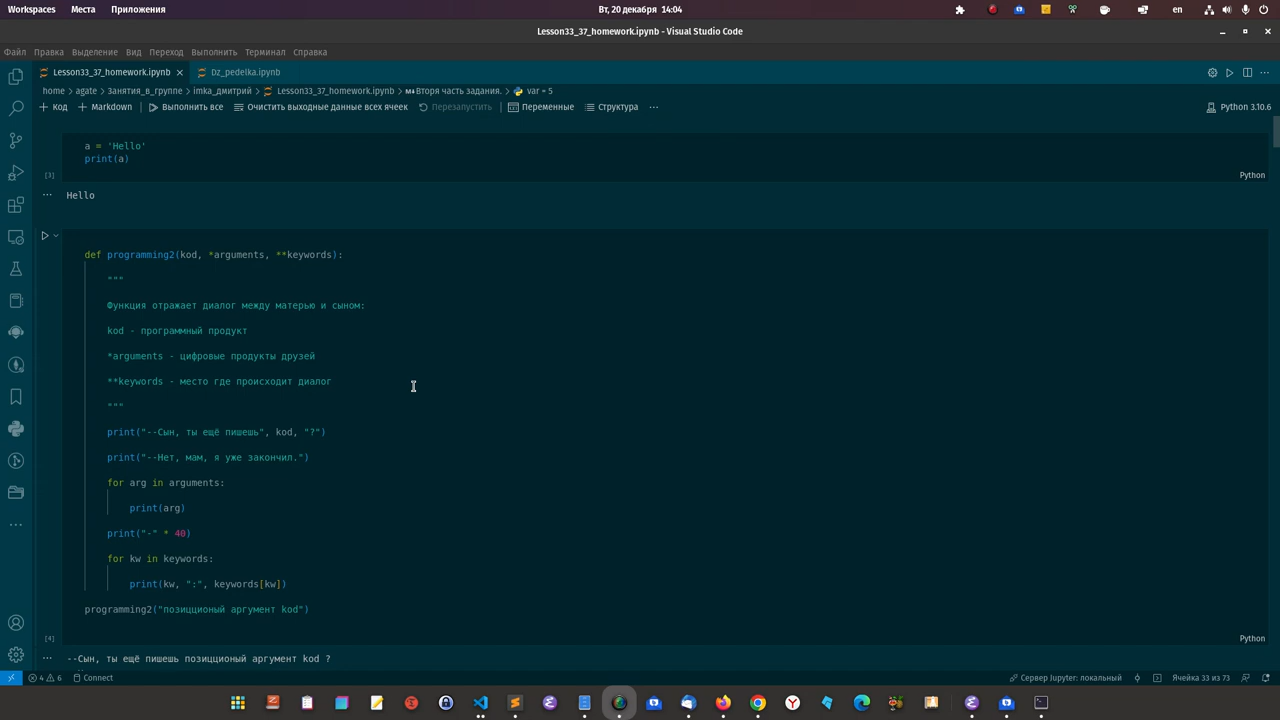 Workspaces Места Приложения Вт, 20 декабря 14:04 en
Lesson33_37_homework.ipynb - Visual Studio Code
Файл Правка Выделение Вид Переход Выполнить Терминал Справка
Lesson33_37_homework.ipynb Dz_pedelka.ipynb
home > agate > Занятия_в_группе > imka_дмитрий > Lesson33_37_homework.ipynb > M↓Вторя часть задания. > var = 5
+ Код + Markdown Выполнить все Очистить выходные данные всех ячеек Перезапустить Переменные Структура ... Python 3.10.6
a = 'Hello'
print(a)
[3] Python
... Hello
def programming2(kod, *arguments, **keywords):
"""
Функция отражает диалог между матерью и сыном:
kod - программный продукт
*arguments - цифровые продукты друзей
**keywords - место где происходит диалог
"""
print("--Сын, ты ещё пишешь", kod, "?")
print("--Нет, мам, я уже закончил.")
for arg in arguments:
print(arg)
print("-" * 40)
for kw in keywords:
print(kw, ":", keywords[kw])
programming2("позицционый аргумент kod")
[4] Python
... --Сын, ты ещё пишешь позицционый аргумент kod ?
4 6 Connect Сервер Jupyter: локальный Ячейка 33 из 73